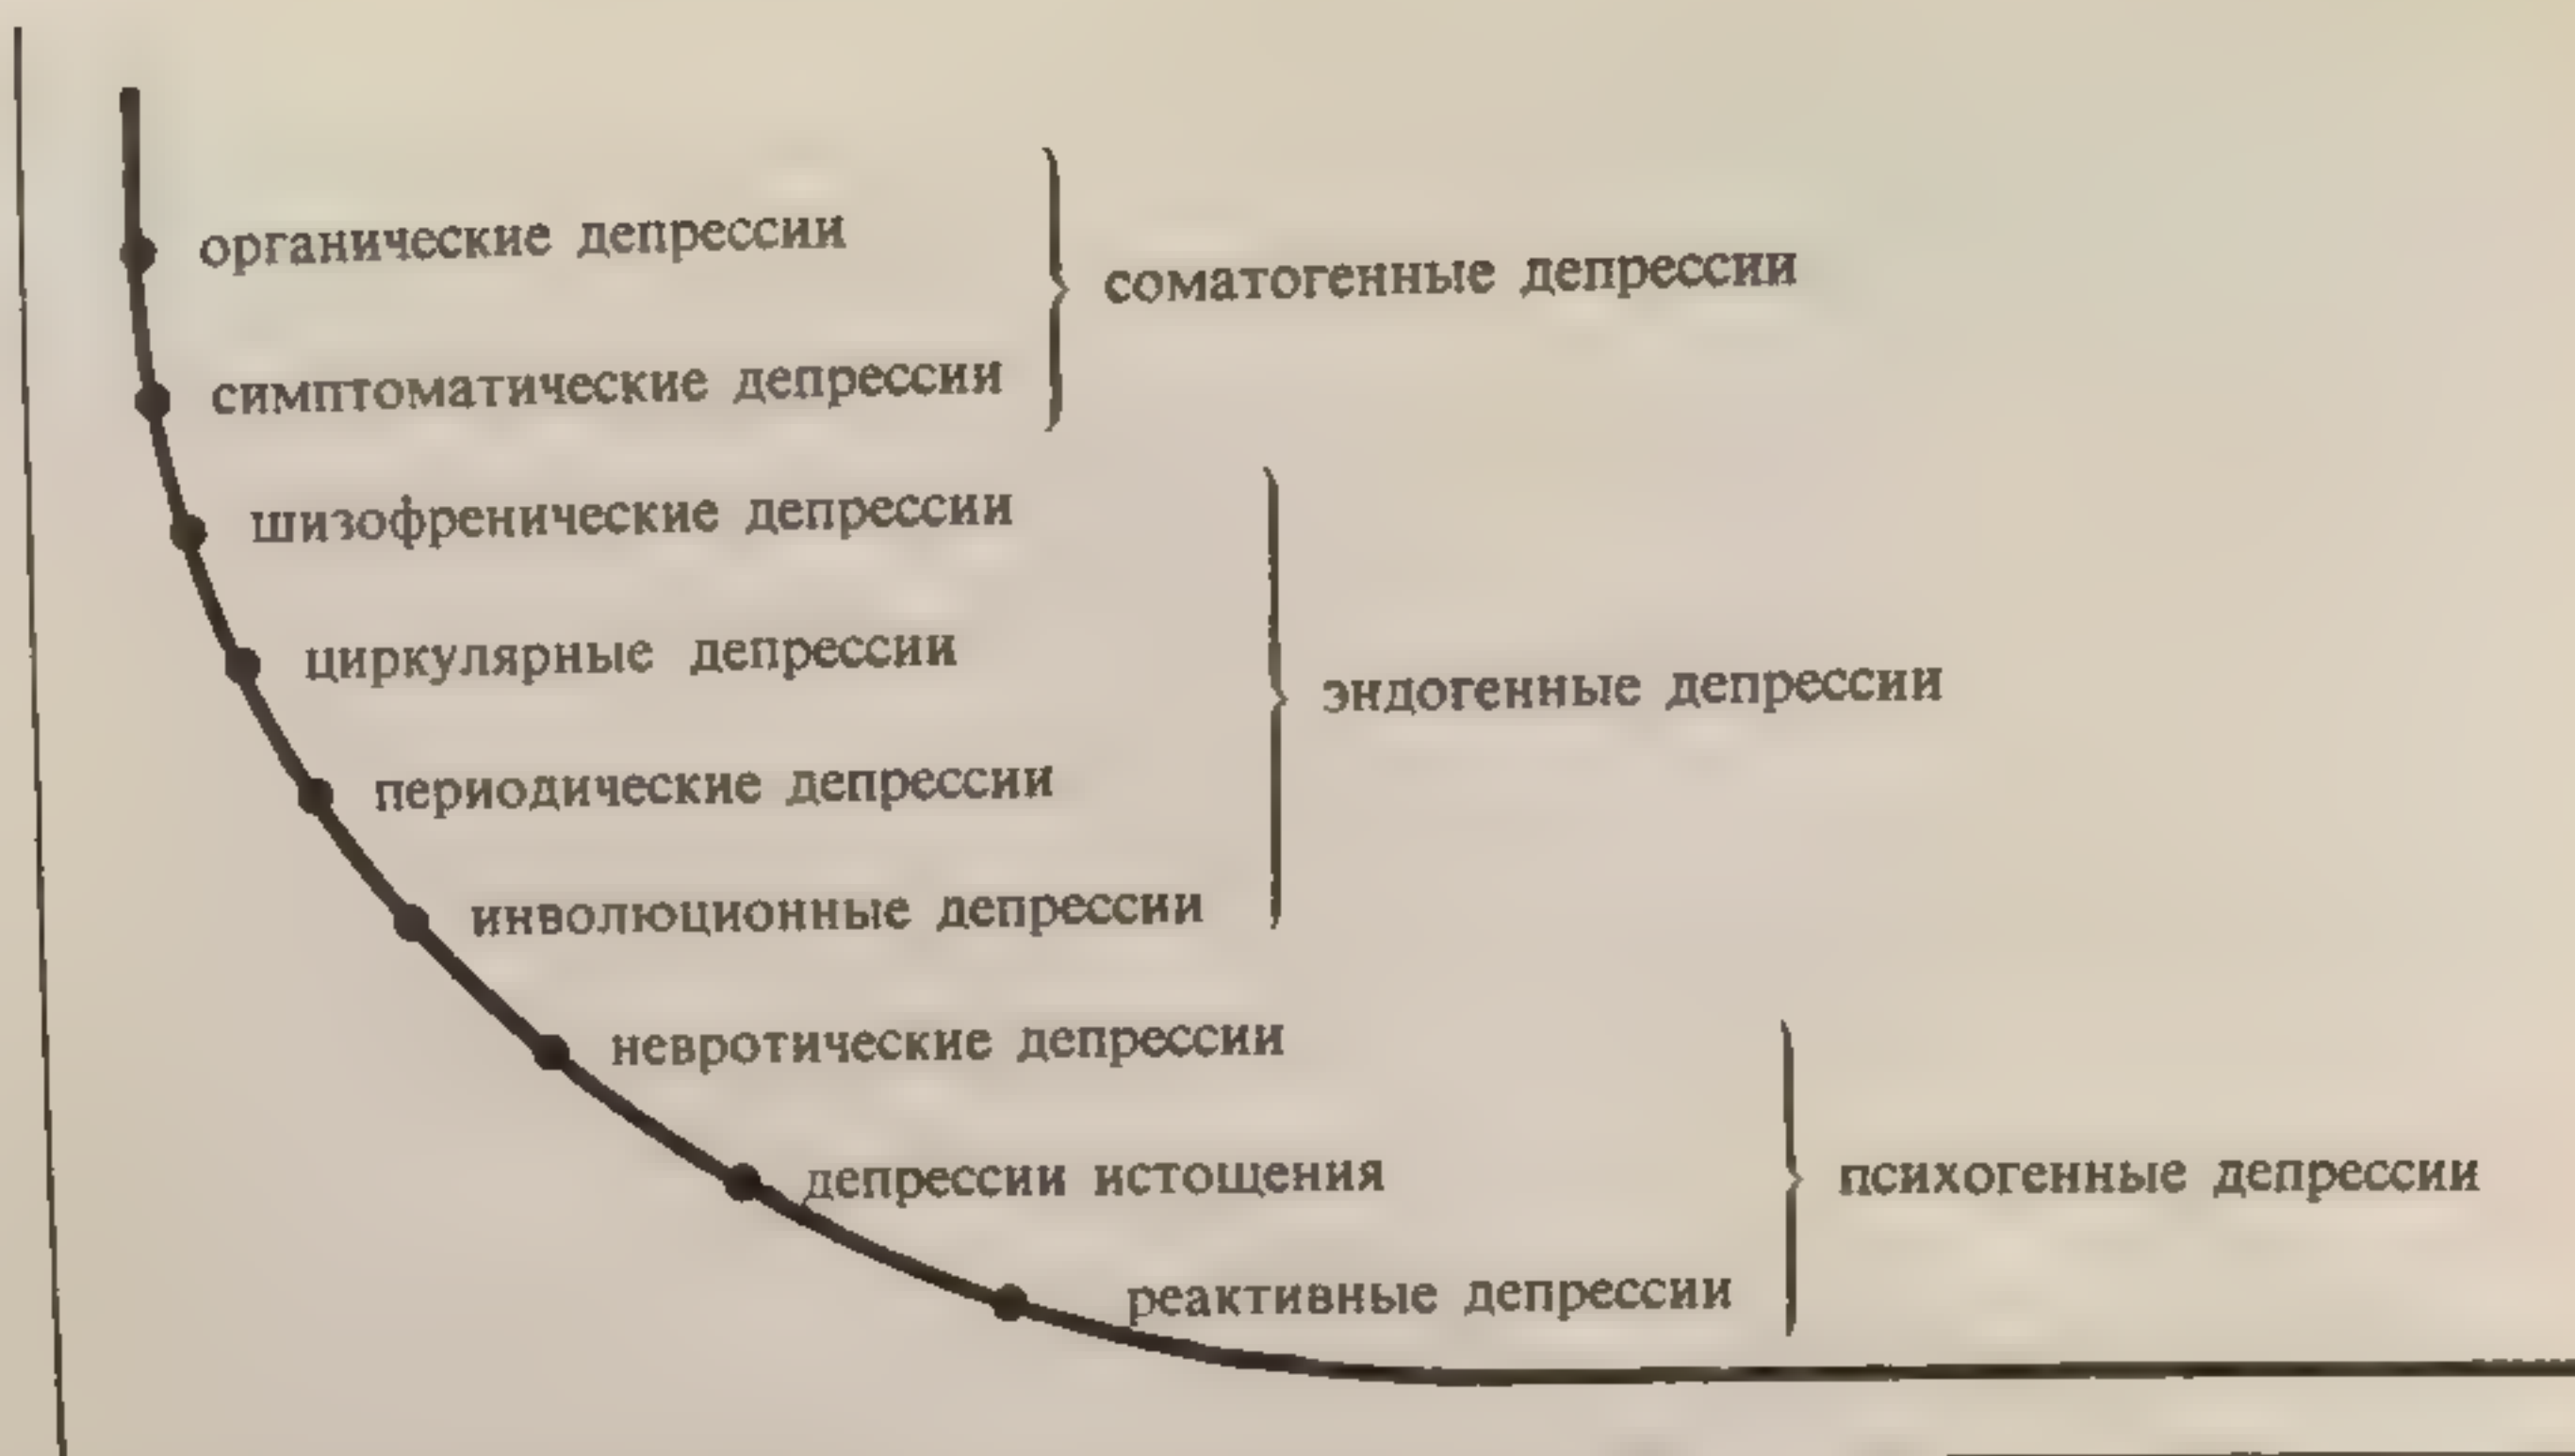 органические депрессии
соматогенные депрессии
симптоматические депрессии
шизофренические депрессии
циркулярные депрессии
эндогенные депрессии
периодические депрессии
инволюционные депрессии
невротические депрессии
депрессии истощения
психогенные депрессии
реактивные депрессии